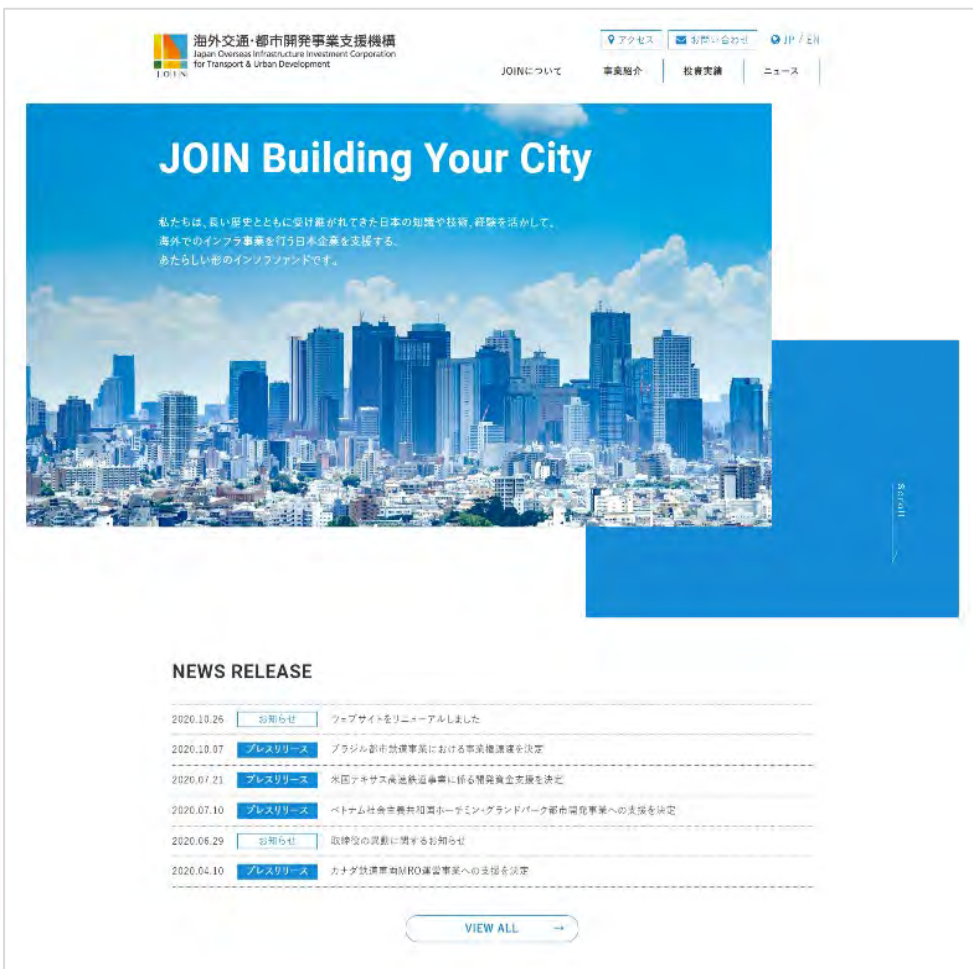 海外交通・都市開発事業支援機構
Japan Overseas Infrastructure Investment Corporation
for Transport & Urban Development
JOIN
アクセス
お問い合わせ
JP / EN
JOINについて
事業紹介
投資実績
ニュース
JOIN Building Your City
私たちは、長い歴史とともに受け継がれてきた日本の知識や技術、経験を活かして、
海外でのインフラ事業を行う日本企業を支援する、
あたらしい形のインフラファンドです。
Scroll
NEWS RELEASE
2020.10.26 お知らせ ウェブサイトをリニューアルしました
2020.10.07 プレスリリース ブラジル都市鉄道事業における事業権譲渡を決定
2020.07.21 プレスリリース 米国テキサス高速鉄道事業に係る開発資金支援を決定
2020.07.10 プレスリリース ベトナム社会主義共和国ホーチミン・グランドパーク都市開発事業への支援を決定
2020.06.29 お知らせ 取締役の異動に関するお知らせ
2020.04.10 プレスリリース カナダ鉄道車両MRO運営事業への支援を決定
VIEW ALL →